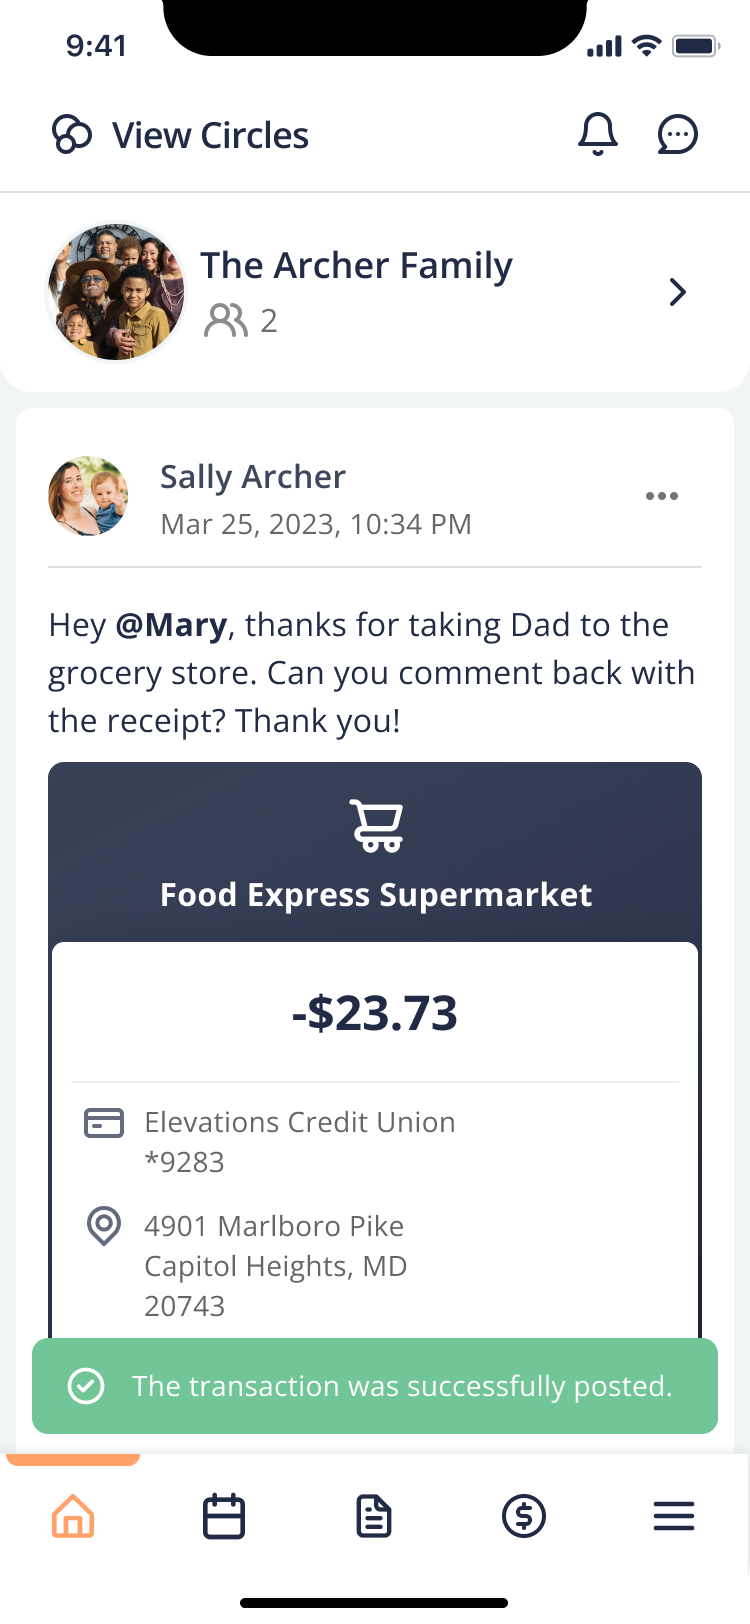 9:41
View Circles
The Archer Family
2
Sally Archer
Mar 25, 2023, 10:34 PM
Hey @Mary, thanks for taking Dad to the
grocery store. Can you comment back with
the receipt? Thank you!
Food Express Supermarket
-$23.73
Elevations Credit Union
*9283
4901 Marlboro Pike
Capitol Heights, MD
20743
The transaction was successfully posted.